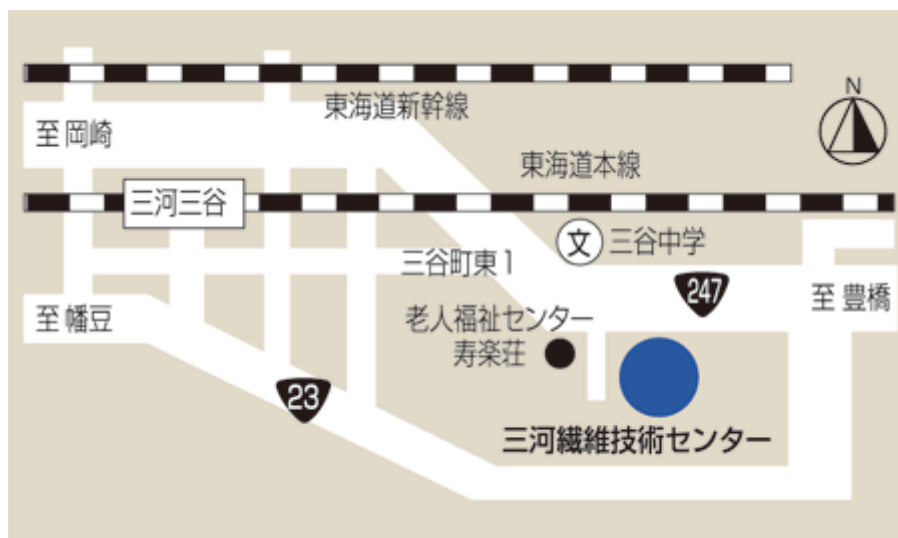 東海道新幹線
N
至 岡崎
東海道本線
三河三谷
文
三谷中学
三谷町東1
247
至 豊橋
至 幡豆
老人福祉センター
寿楽荘
23
三河繊維技術センター